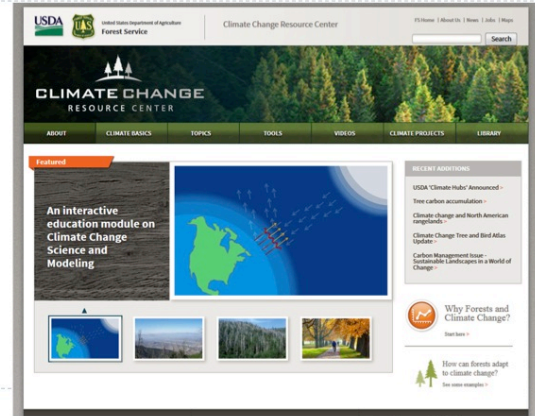 USDA
United States Department of Agriculture
Forest Service
Climate Change Resource Center
FS Home | About Us | News | Jobs | Maps
Search
CLIMATE CHANGE
RESOURCE CENTER
ABOUT
CLIMATE BASICS
TOPICS
TOOLS
VIDEOS
CLIMATE PROJECTS
LIBRARY
Featured
An interactive
education module on
Climate Change
Science and
Modeling
RECENT ADDITIONS
USDA 'Climate Hubs' Announced >
Tree carbon accumulation >
Climate change and North American
rangelands >
Climate Change Tree and Bird Atlas
Update >
Carbon Management Issue -
Sustainable Landscapes in a World of
Change >
Why Forests and
Climate Change?
Start here >
How can forests adapt
to climate change?
See some examples >